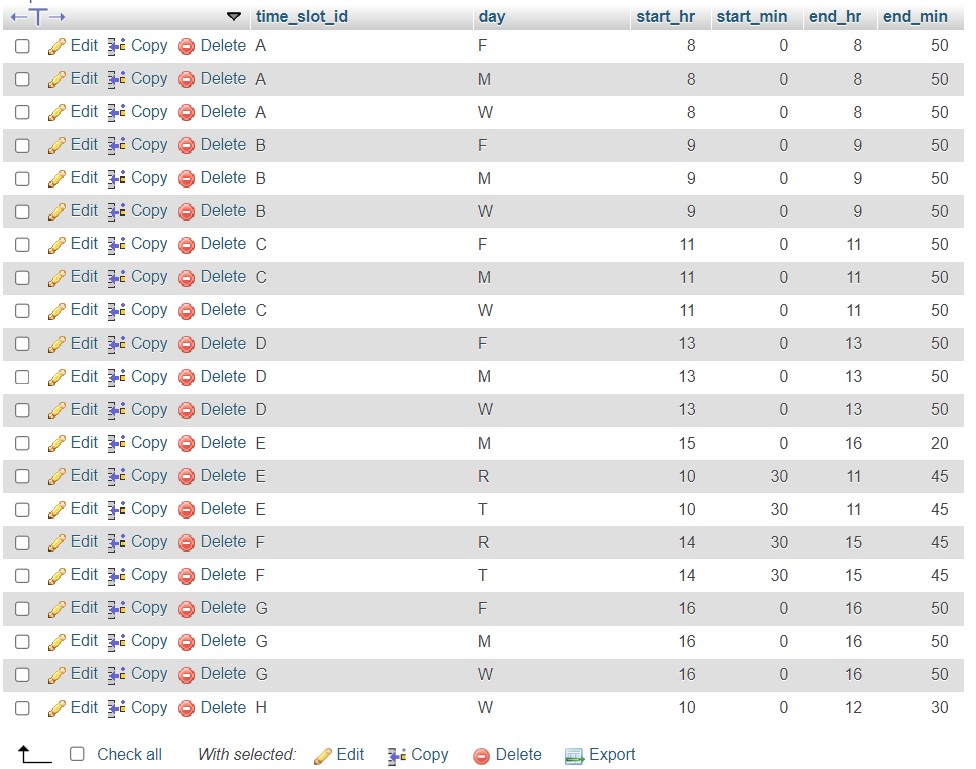 time_slot_id day start_hr start_min end_hr end_min
Edit Copy Delete A F 8 0 8 50
Edit Copy Delete A M 8 0 8 50
Edit Copy Delete A W 8 0 8 50
Edit Copy Delete B F 9 0 9 50
Edit Copy Delete B M 9 0 9 50
Edit Copy Delete B W 9 0 9 50
Edit Copy Delete C F 11 0 11 50
Edit Copy Delete C M 11 0 11 50
Edit Copy Delete C W 11 0 11 50
Edit Copy Delete D F 13 0 13 50
Edit Copy Delete D M 13 0 13 50
Edit Copy Delete D W 13 0 13 50
Edit Copy Delete E M 15 0 16 20
Edit Copy Delete E R 10 30 11 45
Edit Copy Delete E T 10 30 11 45
Edit Copy Delete F R 14 30 15 45
Edit Copy Delete F T 14 30 15 45
Edit Copy Delete G F 16 0 16 50
Edit Copy Delete G M 16 0 16 50
Edit Copy Delete G W 16 0 16 50
Edit Copy Delete H W 10 0 12 30
Check all With selected: Edit Copy Delete Export